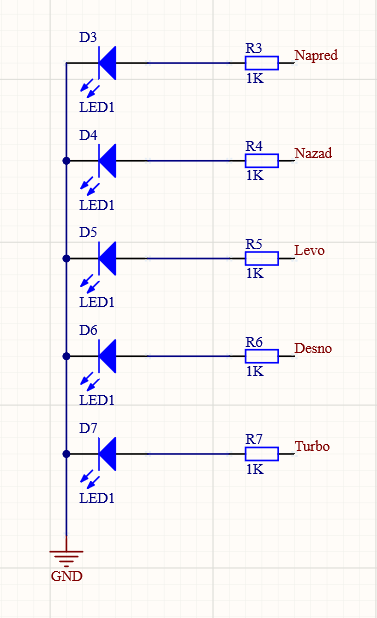 D3
R3
Napred
1K
LED1
D4
R4
Nazad
1K
LED1
D5
R5
Levo
1K
LED1
D6
R6
Desno
1K
LED1
D7
R7
Turbo
1K
LED1
GND